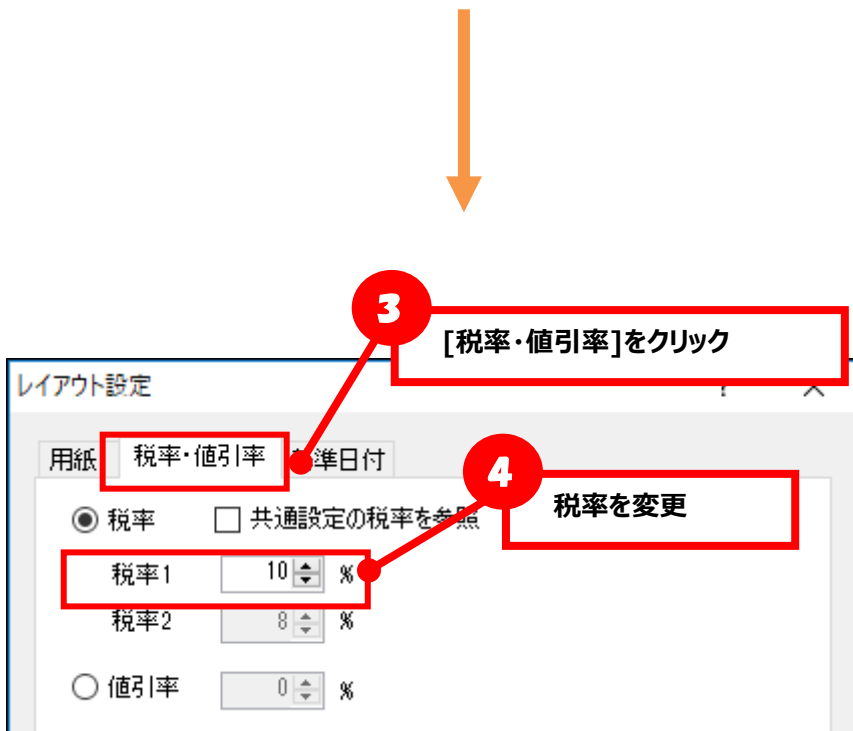 3
[税率・値引率]をクリック
レイアウト設定
用紙 税率・値引率 準日付
4
税率を変更
税率 共通設定の税率を参照
税率1 10 %
税率2 8 %
値引率 0 %